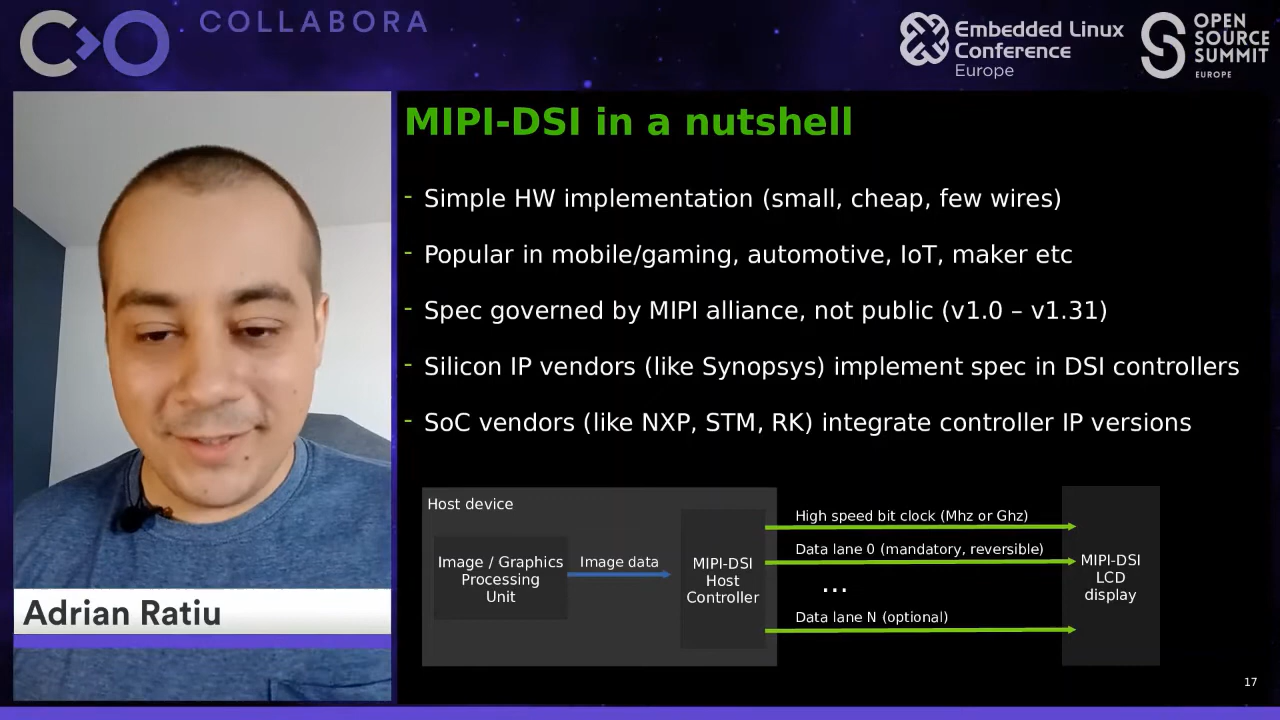 COLLABORA
Embedded Linux
Conference
Europe
OPEN
SOURCE
SUMMIT
EUROPE
MIPI-DSI in a nutshell
- Simple HW implementation (small, cheap, few wires)
- Popular in mobile/gaming, automotive, IoT, maker etc
- Spec governed by MIPI alliance, not public (v1.0 – v1.31)
- Silicon IP vendors (like Synopsys) implement spec in DSI controllers
- SoC vendors (like NXP, STM, RK) integrate controller IP versions
Host device
Image / Graphics
Processing
Unit
Image data
MIPI-DSI
Host
Controller
High speed bit clock (Mhz or Ghz)
Data lane 0 (mandatory, reversible)
...
Data lane N (optional)
MIPI-DSI
LCD
display
Adrian Ratiu
17